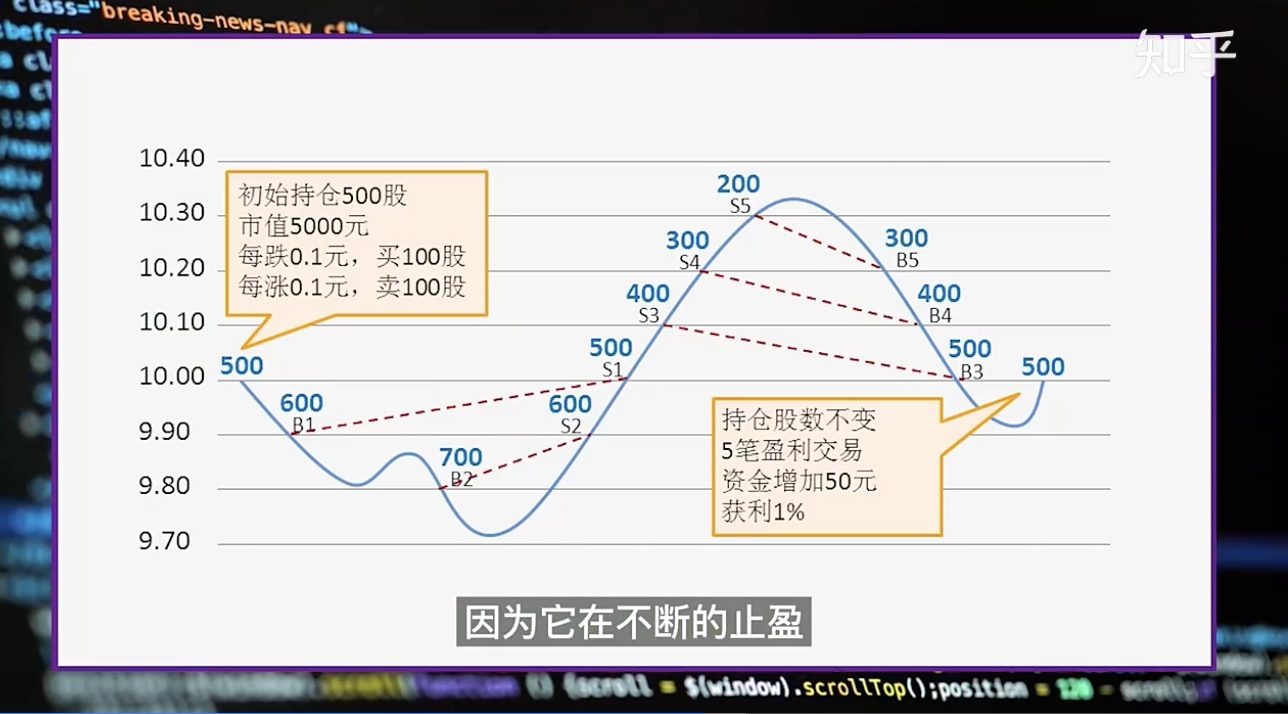 class="breaking-news-nav cf">
知乎
10.40
10.30
10.20
10.10
10.00
9.90
9.80
9.70
初始持仓500股
市值5000元
每跌0.1元，买100股
每涨0.1元，卖100股
500
600
B1
700
B2
600
S2
500
S1
400
S3
300
S4
200
S5
300
B5
400
B4
500
B3
500
持仓股数不变
5笔盈利交易
资金增加50元
获利1%
因为它在不断的止盈
function () {scroll = $(window).scrollTop();position = 120 -